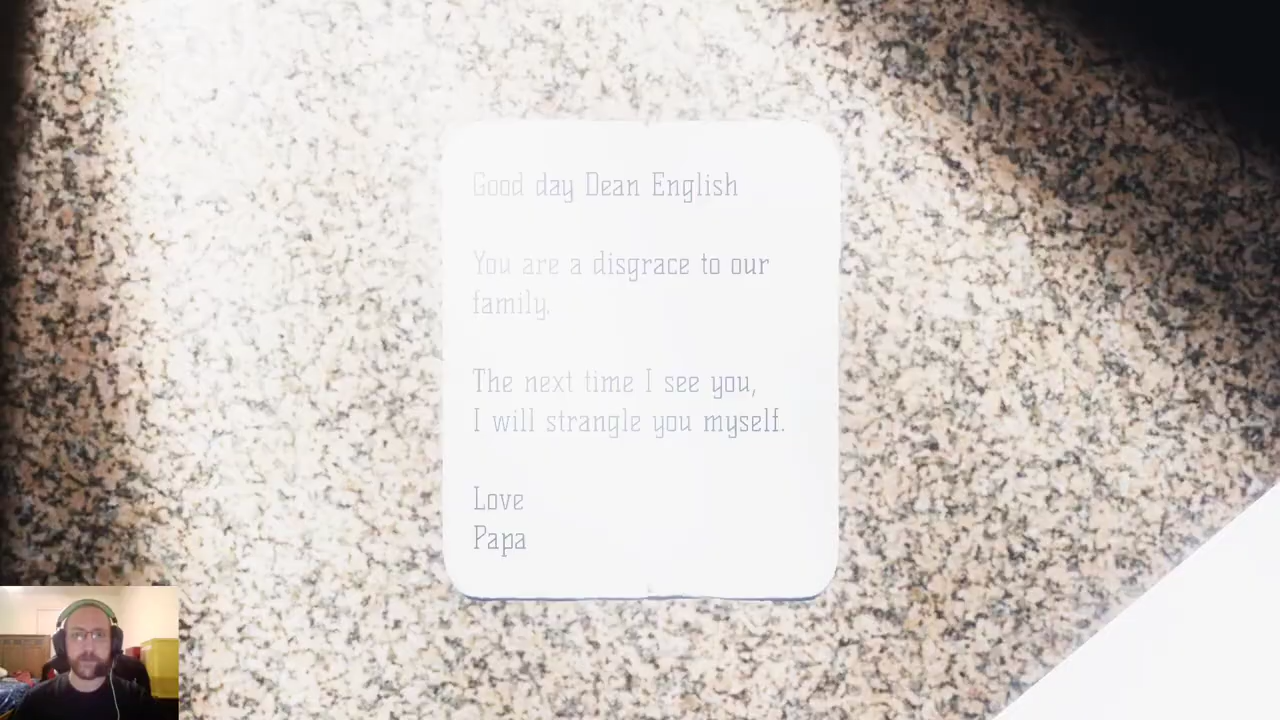 Good day Dean English
You are a disgrace to our
family.
The next time I see you,
I will strangle you myself.
Love
Papa